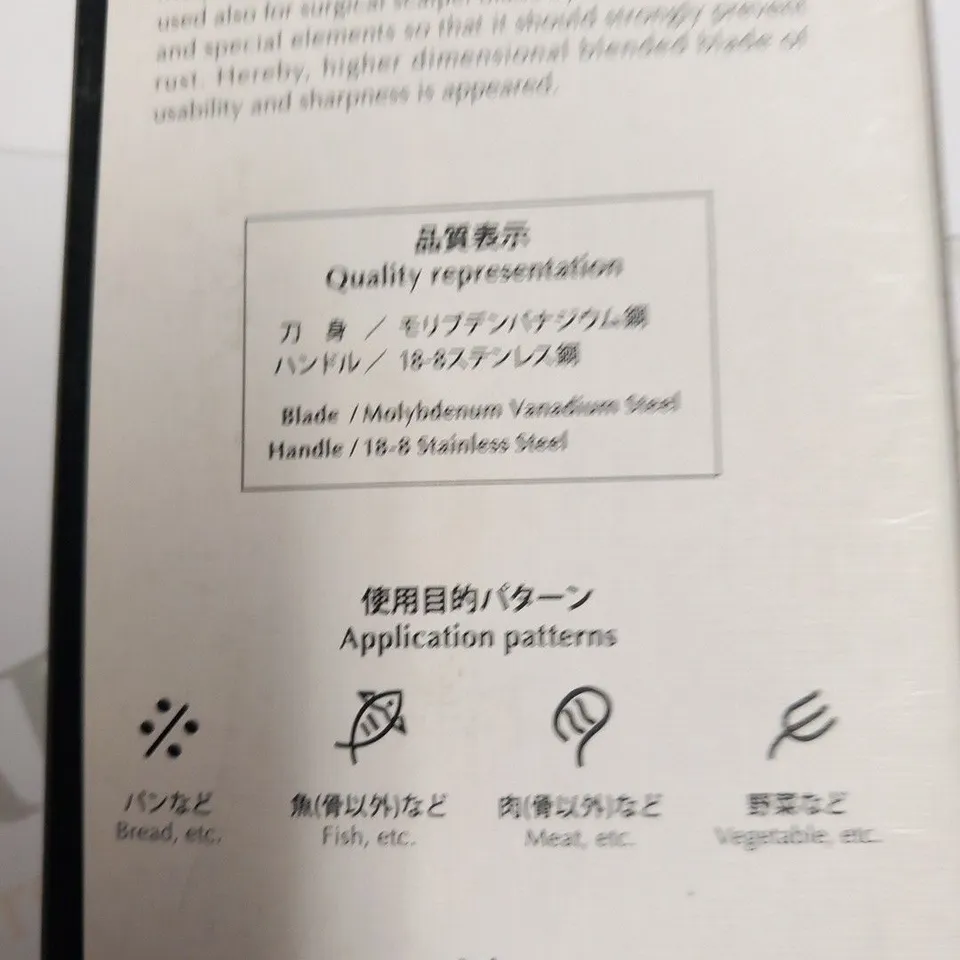 used also for surgical scalpel
and special elements so that it should strongly
rust. Hereby, higher dimensional blended
usability and sharpness is appeared.
品質表示
Quality representation
刀 身 / モリブデンバナジウム鋼
ハンドル / 18-8ステンレス鋼
Blade / Molybdenum Vanadium Steel
Handle / 18-8 Stainless Steel
使用目的パターン
Application patterns
パンなど 魚(骨以外)など 肉(骨以外)など 野菜など
Bread, etc. Fish, etc. Meat, etc. Vegetable, etc.